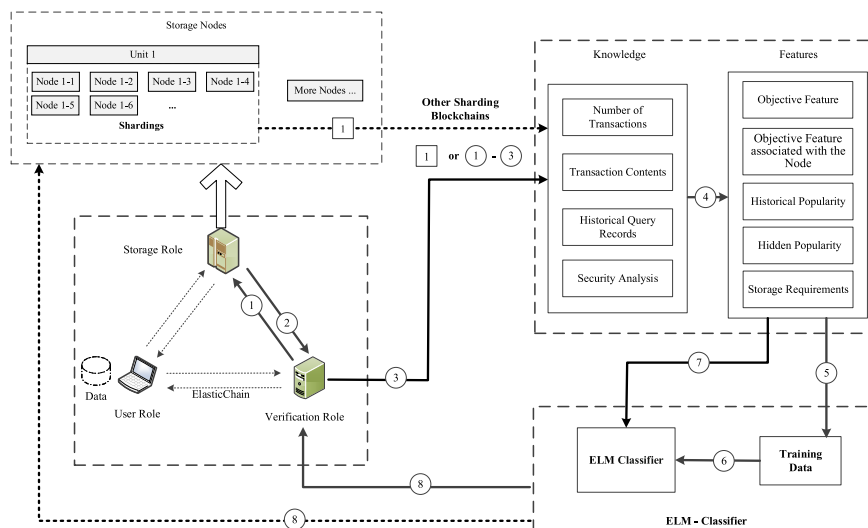 Storage Nodes
Unit 1
Node 1-1
Node 1-2
Node 1-3
Node 1-4
Node 1-5
Node 1-6
...
More Nodes ...
Shardings
1
Other Sharding
Blockchains
1 or 1 - 3
Knowledge
Number of
Transactions
Transaction Contents
Historical Query
Records
Security Analysis
4
Features
Objective Feature
Objective Feature
associated with the
Node
Historical Popularity
Hidden Popularity
Storage Requirements
Storage Role
1
2
3
Data
User Role
ElasticChain
Verification Role
7
5
ELM Classifier
6
Training
Data
8
8
ELM - Classifier